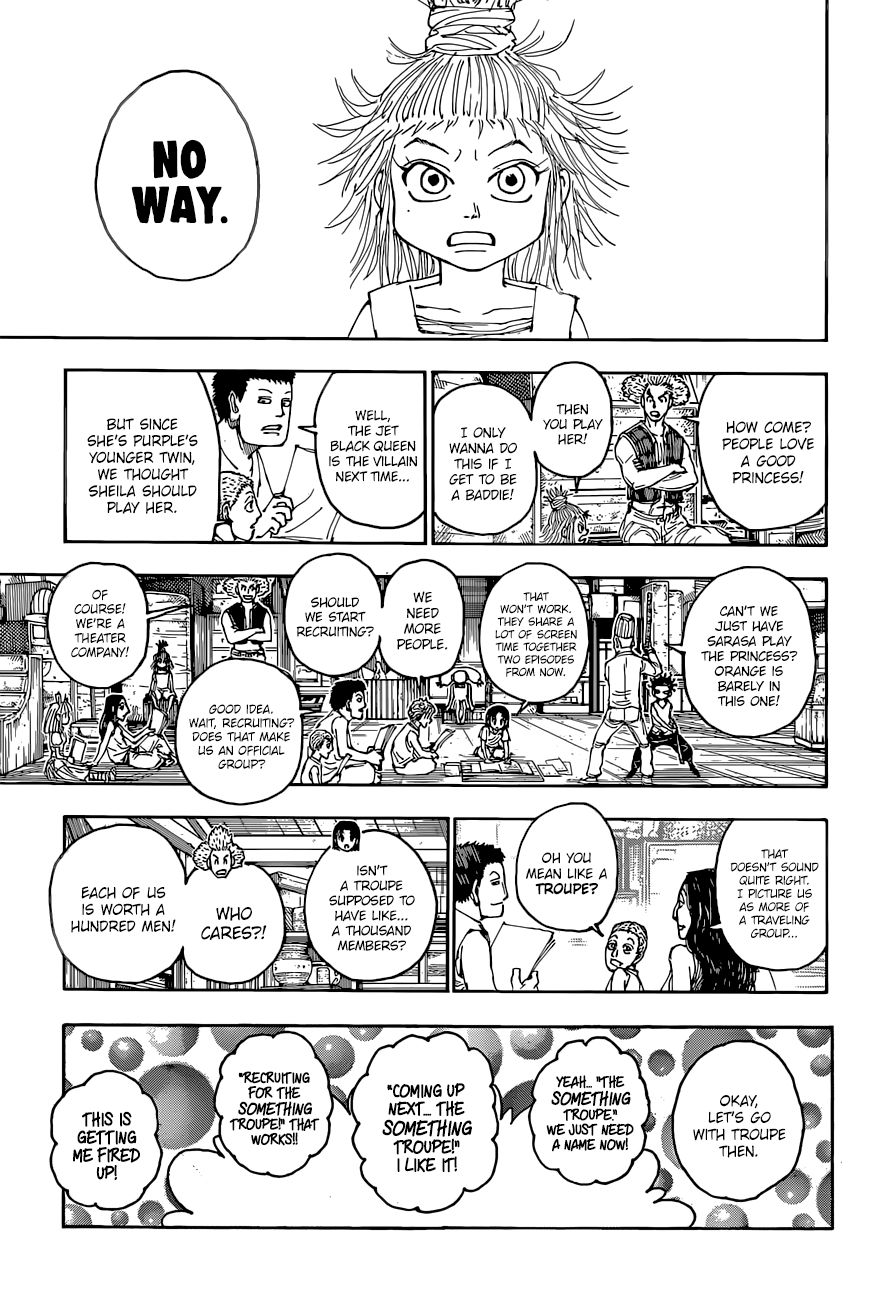 NO
WAY.
HOW COME?
PEOPLE LOVE
A GOOD
PRINCESS!
THEN
YOU PLAY
HER!
I ONLY
WANNA DO
THIS IF I
GET TO BE
A BADDIE!
WELL,
THE JET
BLACK QUEEN
IS THE VILLAIN
NEXT TIME...
BUT SINCE
SHE'S PURPLE'S
YOUNGER TWIN,
WE THOUGHT
SHEILA SHOULD
PLAY HER.
CAN'T WE
JUST HAVE
SARASA PLAY
THE PRINCESS?
ORANGE IS
BARELY IN
THIS ONE!
THAT
WON'T WORK.
THEY SHARE A
LOT OF SCREEN
TIME TOGETHER
TWO EPISODES
FROM NOW.
WE
NEED
MORE
PEOPLE.
SHOULD
WE START
RECRUITING?
GOOD IDEA.
WAIT, RECRUITING?
DOES THAT MAKE
US AN OFFICIAL
GROUP?
OF
COURSE!
WE'RE A
THEATER
COMPANY!
THAT
DOESN'T SOUND
QUITE RIGHT. I
PICTURE US
AS MORE OF
A TRAVELING
GROUP...
OH YOU
MEAN LIKE A
TROUPE?
ISN'T
A TROUPE
SUPPOSED TO
HAVE LIKE...
A THOUSAND
MEMBERS?
WHO
CARES?!
EACH OF US
IS WORTH A
HUNDRED MEN!
OKAY,
LET'S GO
WITH TROUPE
THEN.
YEAH... "THE
SOMETHING
TROUPE."
WE JUST NEED
A NAME NOW!
"COMING UP
NEXT... THE
SOMETHING
TROUPE!"
I LIKE IT!
"RECRUITING
FOR THE
SOMETHING
TROUPE!" THAT
WORKS!!
THIS IS
GETTING
ME FIRED
UP!